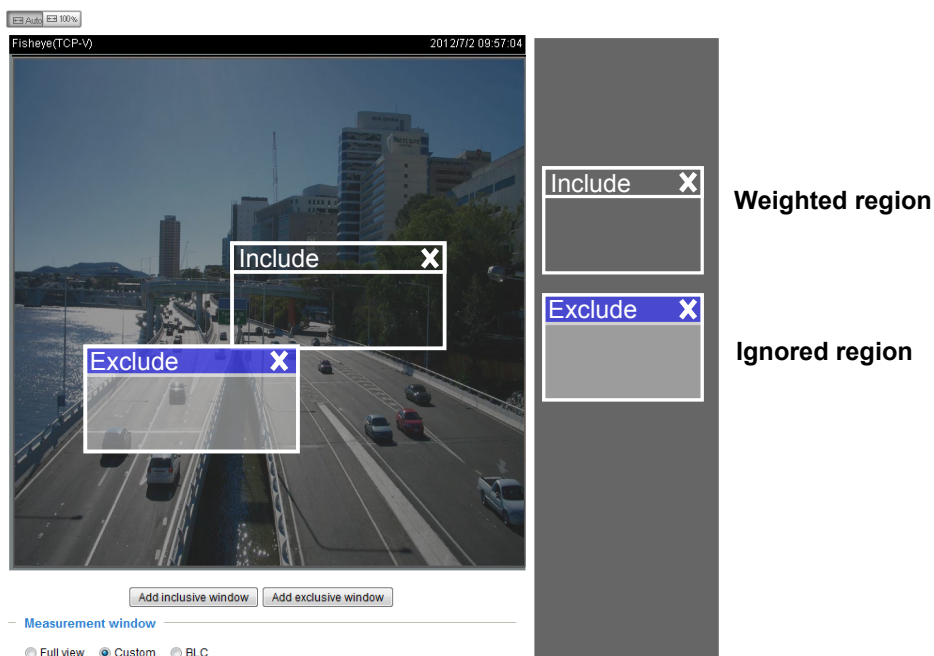 Auto 100%
Fisheye(TCP-V) 2012/7/2 09:57:04
Include
Weighted region
Include
Exclude
Ignored region
Exclude
Add inclusive window Add exclusive window
Measurement window
Full view Custom BLC